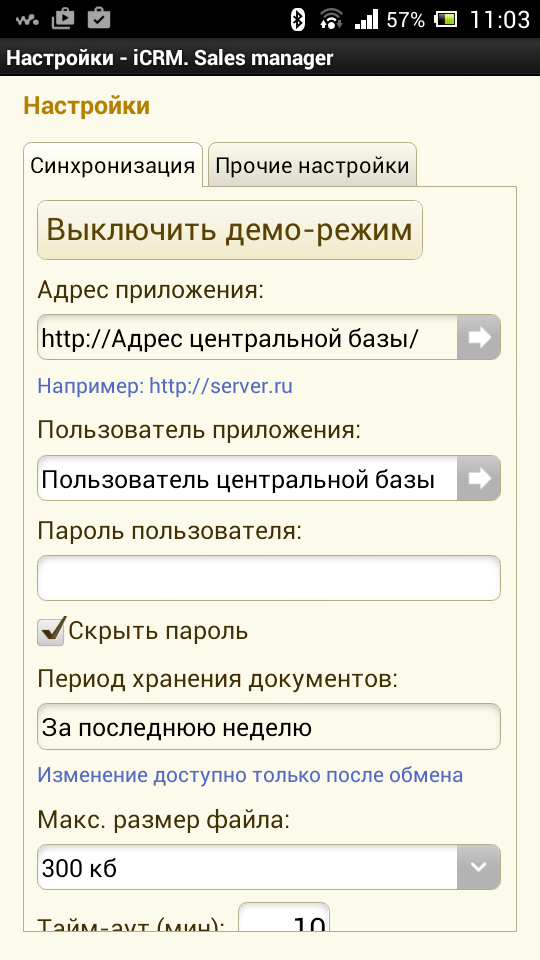 57% 11:03
Настройки - iCRM. Sales manager
Настройки
Синхронизация Прочие настройки
Выключить демо-режим
Адрес приложения:
http://Адрес центральной базы/
Например: http://server.ru
Пользователь приложения:
Пользователь центральной базы
Пароль пользователя:
Скрыть пароль
Период хранения документов:
За последнюю неделю
Изменение доступно только после обмена
Макс. размер файла:
300 кб
Тайм-аут (мин): 10